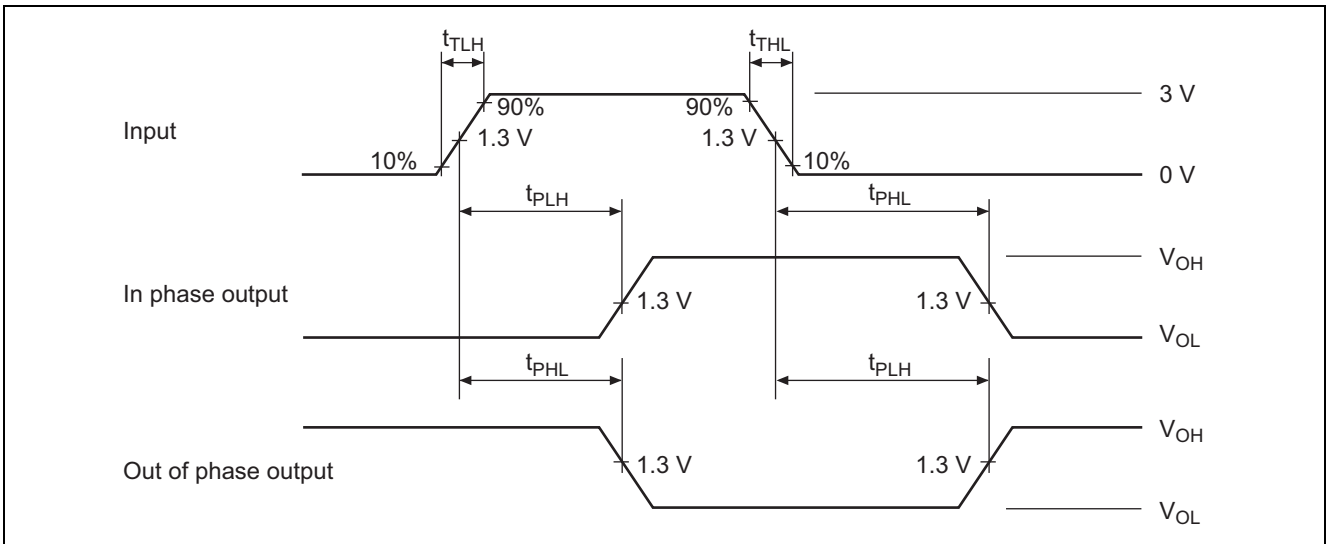 tTLH tTHL
3 V
90% 90%
Input
1.3 V 1.3 V
10% 10%
0 V
tPLH tPHL
VOH
In phase output
1.3 V 1.3 V
VOL
tPHL tPLH
VOH
Out of phase output
1.3 V 1.3 V
VOL